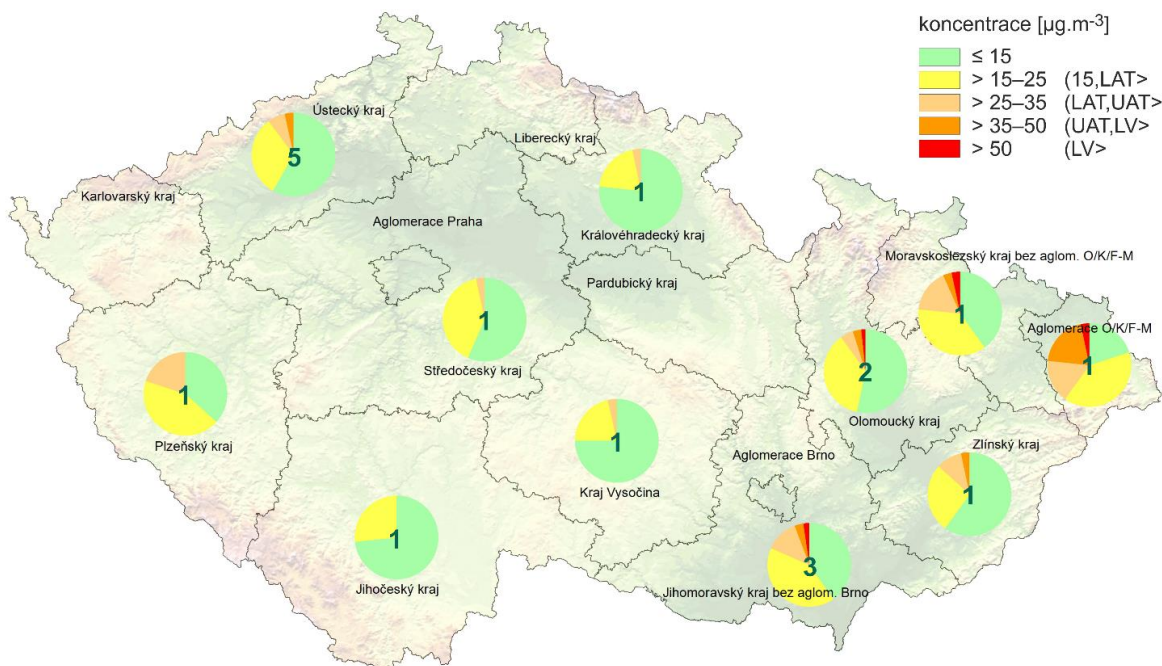 koncentrace [µg.m⁻³]
≤ 15
> 15–25 (15,LAT>
> 25–35 (LAT,UAT>
> 35–50 (UAT,LV>
> 50 (LV>
Ústecký kraj
5
Liberecký kraj
Karlovarský kraj
1
Aglomerace Praha
Královéhradecký kraj
Moravskoslezský kraj bez aglom. O/K/F-M
Pardubický kraj
1
1
Aglomerace O/K/F-M
Středočeský kraj
2
1
1
Plzeňský kraj
Olomoucký kraj
1
Zlínský kraj
Aglomerace Brno
Kraj Vysočina
1
1
3
Jihočeský kraj
Jihomoravský kraj bez aglom. Brno